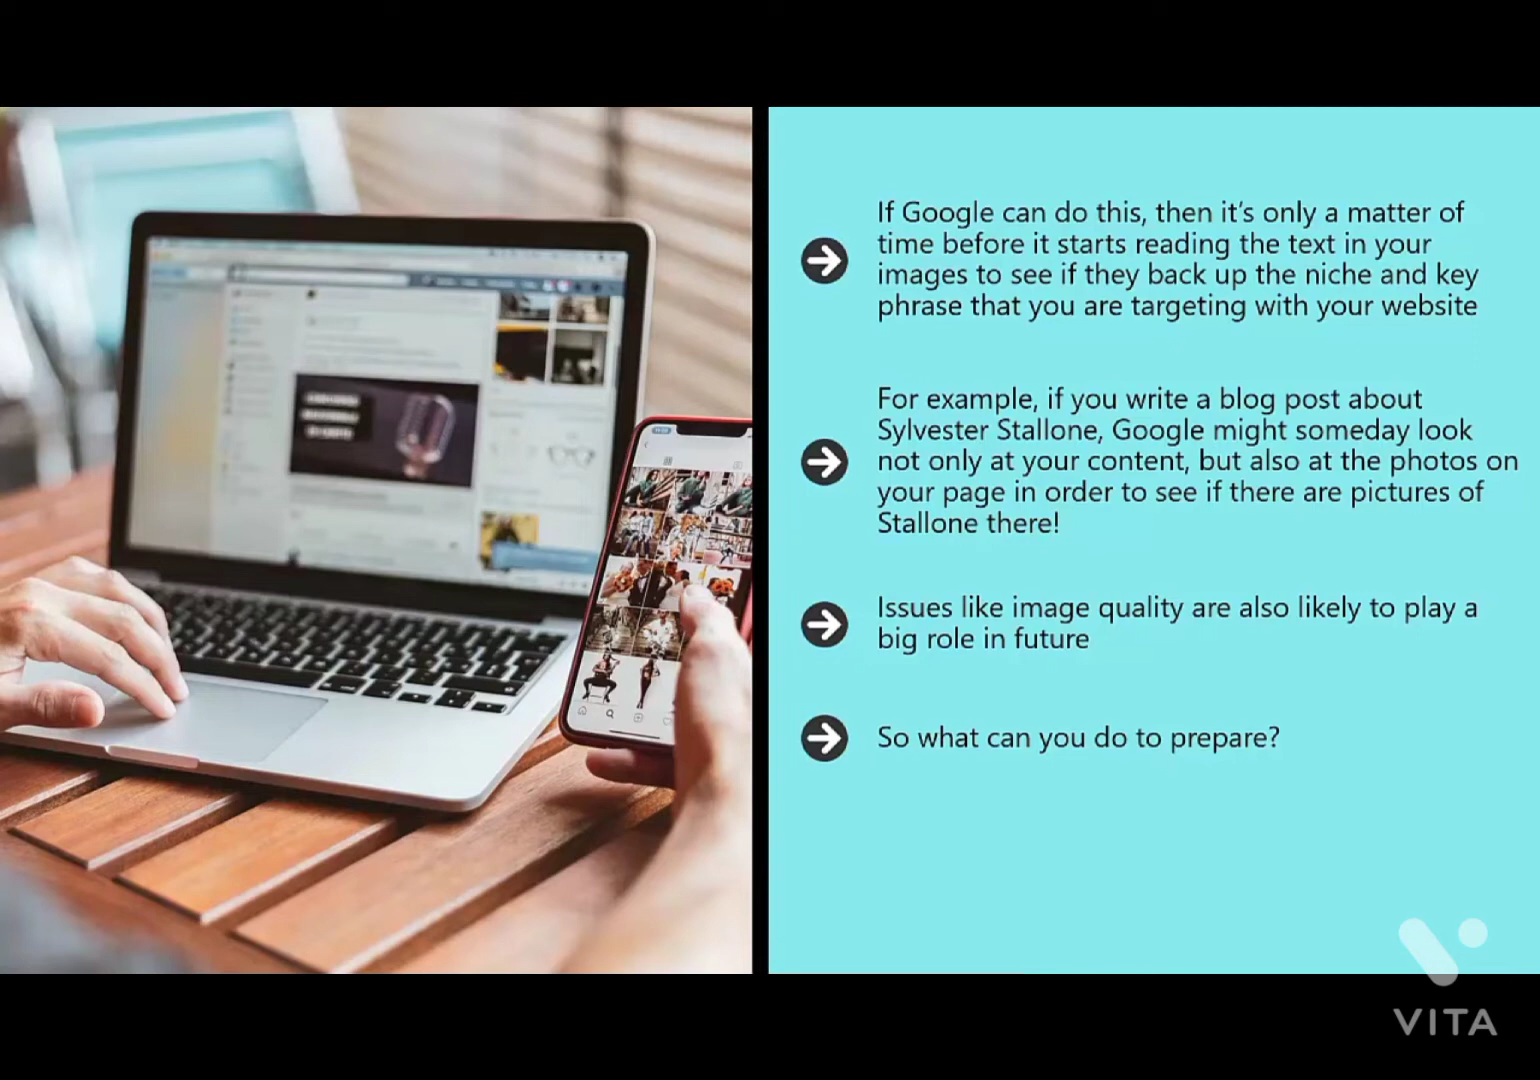 If Google can do this, then it's only a matter of
time before it starts reading the text in your
images to see if they back up the niche and key
phrase that you are targeting with your website
For example, if you write a blog post about
Sylvester Stallone, Google might someday look
not only at your content, but also at the photos on
your page in order to see if there are pictures of
Stallone there!
Issues like image quality are also likely to play a
big role in future
So what can you do to prepare?
VITA